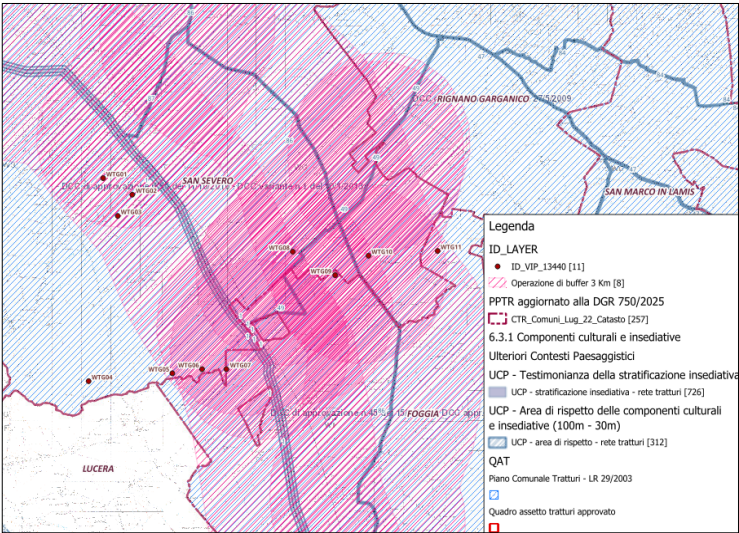 DCC
RIGNANO GARGANICO
27/5/2009
SAN SEVERO
SAN MARCO IN LAMIS
WTG01
WTG02
WTG03
WTG08
WTG10
WTG11
WTG09
WTG05
WTG06
WTG07
WTG04
FOGGIA
LUCERA
Legenda
ID_LAYER
ID_VIP_13440 [11]
Operazione di buffer 3 Km [8]
PPTR aggiornato alla DGR 750/2025
CTR_Comuni_Lug_22_Catasto [257]
6.3.1 Componenti culturali e insediative
Ulteriori Contesti Paesaggistici
UCP - Testimonianza della stratificazione insediativa
UCP - stratificazione insediativa - rete tratturi [726]
UCP - Area di rispetto delle componenti culturali
e insediative (100m - 30m)
UCP - area di rispetto - rete tratturi [312]
QAT
Piano Comunale Tratturi - LR 29/2003
Quadro assetto tratturi approvato